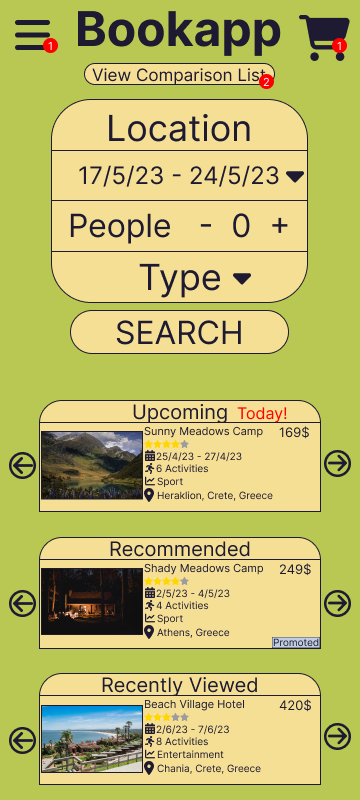 Bookapp
1
1
View Comparison List
2
Location
17/5/23 - 24/5/23
People - 0 +
Type
SEARCH
Upcoming Today!
Sunny Meadows Camp 169$
25/4/23 - 27/4/23
6 Activities
Sport
Heraklion, Crete, Greece
Recommended
Shady Meadows Camp 249$
2/5/23 - 4/5/23
4 Activities
Sport
Athens, Greece
Promoted
Recently Viewed
Beach Village Hotel 420$
2/6/23 - 7/6/23
8 Activities
Entertainment
Chania, Crete, Greece